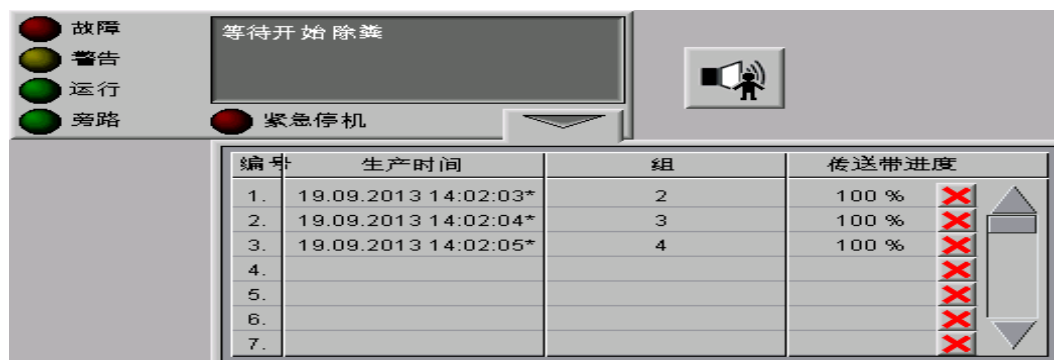 故障
警告
运行
旁路
等待开始除粪
紧急停机
编号 生产时间 组 传送带进度
1. 19.09.2013 14:02:03* 2 100 %
2. 19.09.2013 14:02:04* 3 100 %
3. 19.09.2013 14:02:05* 4 100 %
4.
5.
6.
7.